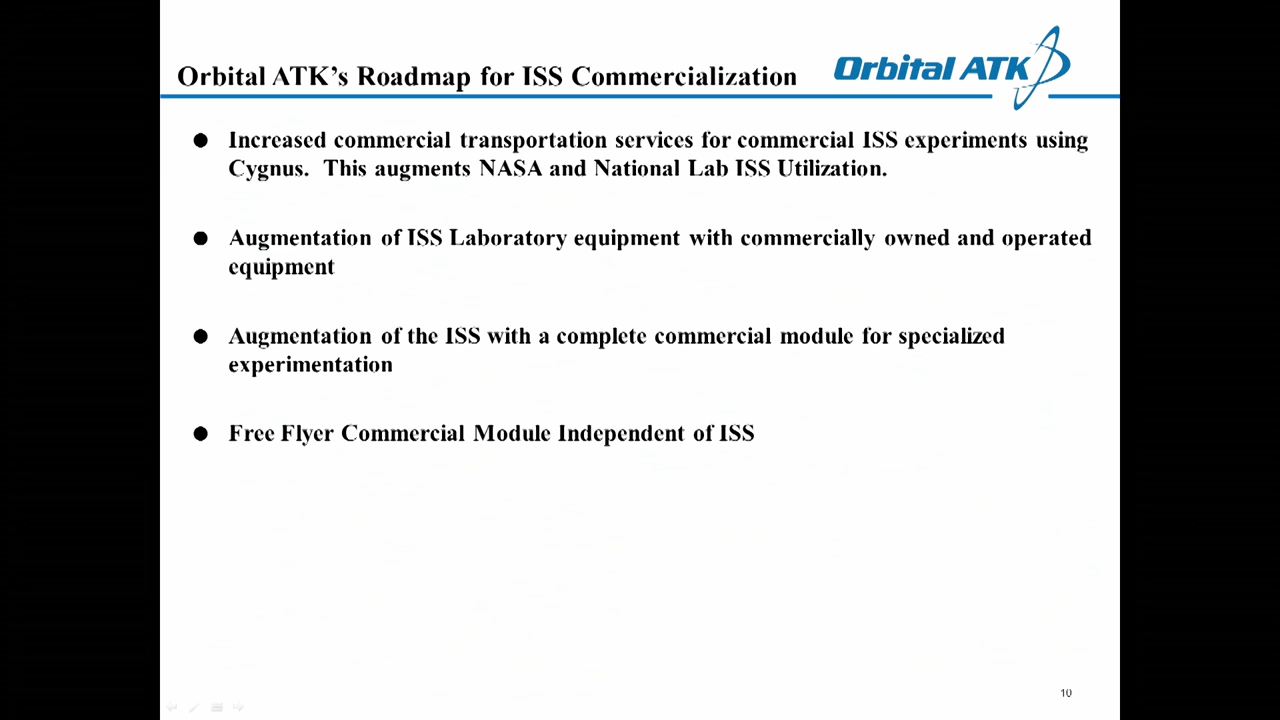 Orbital ATK's Roadmap for ISS Commercialization
Orbital ATK
● Increased commercial transportation services for commercial ISS experiments using
Cygnus. This augments NASA and National Lab ISS Utilization.
● Augmentation of ISS Laboratory equipment with commercially owned and operated
equipment
● Augmentation of the ISS with a complete commercial module for specialized
experimentation
● Free Flyer Commercial Module Independent of ISS
10